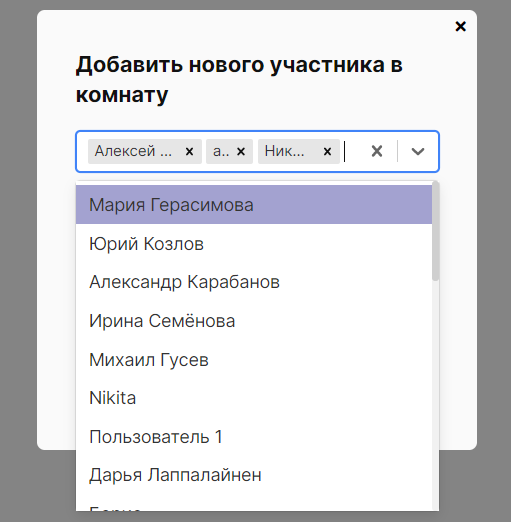 Добавить нового участника в
комнату
Алексей ... а.. Ник...
Мария Герасимова
Юрий Козлов
Александр Карабанов
Ирина Семёнова
Михаил Гусев
Nikita
Пользователь 1
Дарья Лаппалайнен